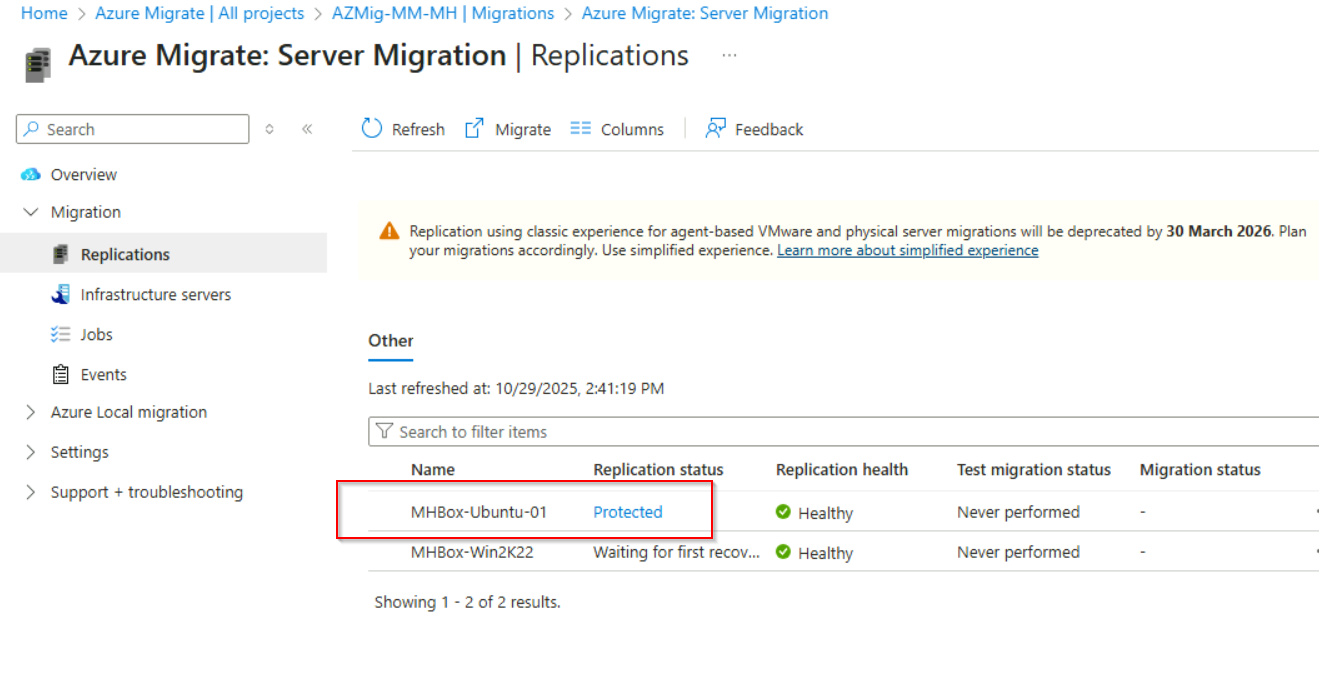 Home > Azure Migrate | All projects > AZMig-MM-MH | Migrations > Azure Migrate: Server Migration
Azure Migrate: Server Migration | Replications ...
Search
Refresh Migrate Columns Feedback
Overview
Migration
Replications
Infrastructure servers
Jobs
Events
Azure Local migration
Settings
Support + troubleshooting
Replication using classic experience for agent-based VMware and physical server migrations will be deprecated by 30 March 2026. Plan
your migrations accordingly. Use simplified experience. Learn more about simplified experience
Other
Last refreshed at: 10/29/2025, 2:41:19 PM
Search to filter items
Name Replication status Replication health Test migration status Migration status
MHBox-Ubuntu-01 Protected Healthy Never performed -
MHBox-Win2K22 Waiting for first recov... Healthy Never performed -
Showing 1 - 2 of 2 results.